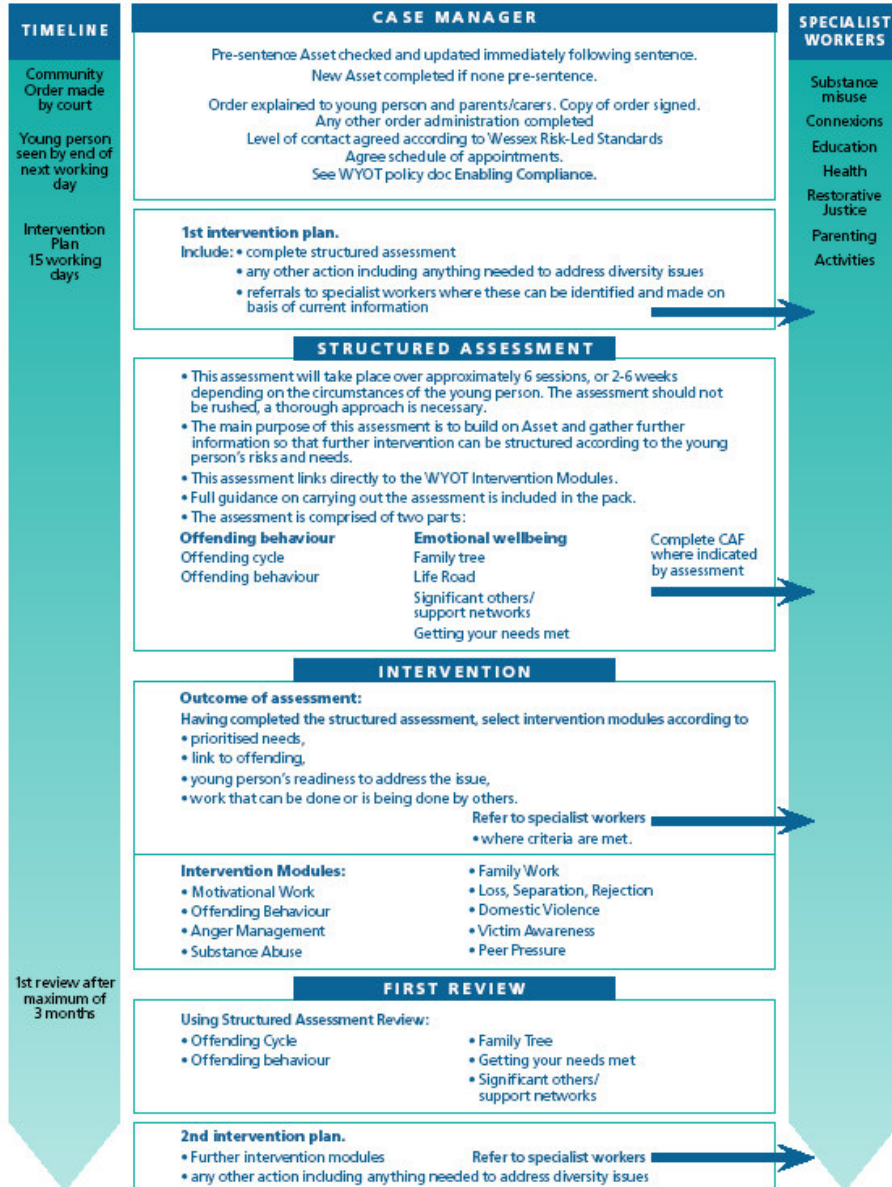 TIMELINE
Community
Order made
by court
Young person
seen by end of
next working
day
Intervention
Plan
15 working
days
1st review after
maximum of
3 months
CASE MANAGER
Pre-sentence Asset checked and updated immediately following sentence.
New Asset completed if none pre-sentence.
Order explained to young person and parents/carers. Copy of order signed.
Any other order administration completed
Level of contact agreed according to Wessex Risk-Led Standards
Agree schedule of appointments.
See WYOT policy doc Enabling Compliance.
1st intervention plan.
Include: • complete structured assessment
• any other action including anything needed to address diversity issues
• referrals to specialist workers where these can be identified and made on
basis of current information
STRUCTURED ASSESSMENT
• This assessment will take place over approximately 6 sessions, or 2-6 weeks
depending on the circumstances of the young person. The assessment should not
be rushed, a thorough approach is necessary.
• The main purpose of this assessment is to build on Asset and gather further
information so that further intervention can be structured according to the young
person's risks and needs.
• This assessment links directly to the WYOT Intervention Modules.
• Full guidance on carrying out the assessment is included in the pack.
• The assessment is comprised of two parts:
Offending behaviour
Offending cycle
Offending behaviour
Emotional wellbeing
Family tree
Life Road
Significant others/
support networks
Getting your needs met
Complete CAF
where indicated
by assessment
INTERVENTION
Outcome of assessment:
Having completed the structured assessment, select intervention modules according to
• prioritised needs,
• link to offending,
• young person's readiness to address the issue,
• work that can be done or is being done by others.
Refer to specialist workers
• where criteria are met.
Intervention Modules:
• Motivational Work
• Offending Behaviour
• Anger Management
• Substance Abuse
• Family Work
• Loss, Separation, Rejection
• Domestic Violence
• Victim Awareness
• Peer Pressure
FIRST REVIEW
Using Structured Assessment Review:
• Offending Cycle
• Offending behaviour
• Family Tree
• Getting your needs met
• Significant others/
support networks
2nd intervention plan.
• Further intervention modules
Refer to specialist workers
• any other action including anything needed to address diversity issues
SPECIALIST
WORKERS
Substance
misuse
Connexions
Education
Health
Restorative
Justice
Parenting
Activities